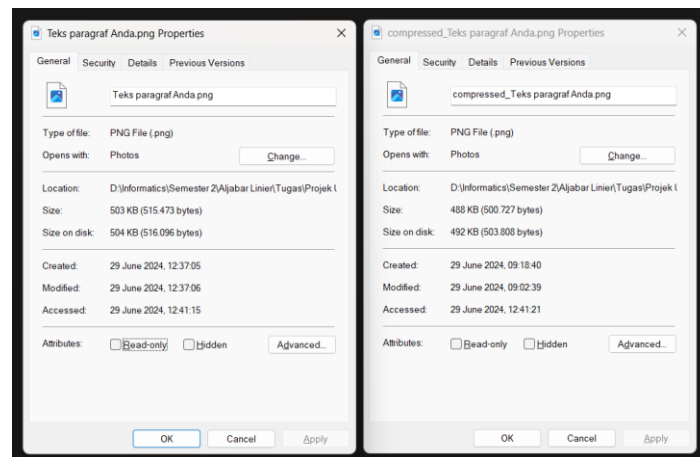 Teks paragraf Anda.png Properties
General Security Details Previous Versions
Teks paragraf Anda.png
Type of file: PNG File (.png)
Opens with: Photos Change...
Location: D:\Informatics\Semester 2\Aljabar Linier\Tugas\Projek U
Size: 503 KB (515.473 bytes)
Size on disk: 504 KB (516.096 bytes)
Created: 29 June 2024, 12:37:05
Modified: 29 June 2024, 12:37:06
Accessed: 29 June 2024, 12:41:15
Attributes: Read-only Hidden Advanced...
OK Cancel Apply
compressed_Teks paragraf Anda.png Properties
General Security Details Previous Versions
compressed_Teks paragraf Anda.png
Type of file: PNG File (.png)
Opens with: Photos Change...
Location: D:\Informatics\Semester 2\Aljabar Linier\Tugas\Projek U
Size: 488 KB (500.727 bytes)
Size on disk: 492 KB (503.808 bytes)
Created: 29 June 2024, 09:18:40
Modified: 29 June 2024, 09:02:39
Accessed: 29 June 2024, 12:41:21
Attributes: Read-only Hidden Advanced...
OK Cancel Apply